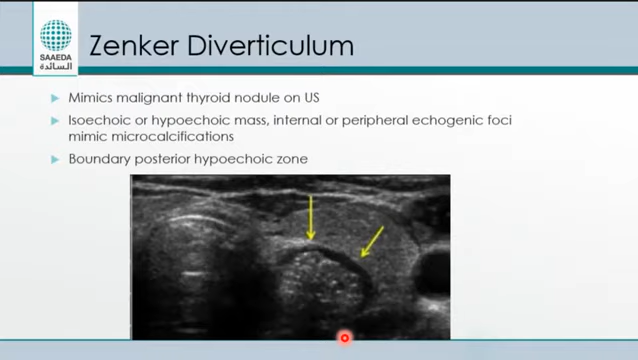 Zenker Diverticulum
SAAEDA
السائدة
Mimics malignant thyroid nodule on US
Isoechoic or hypoechoic mass, internal or peripheral echogenic foci
mimic microcalcifications
Boundary posterior hypoechoic zone